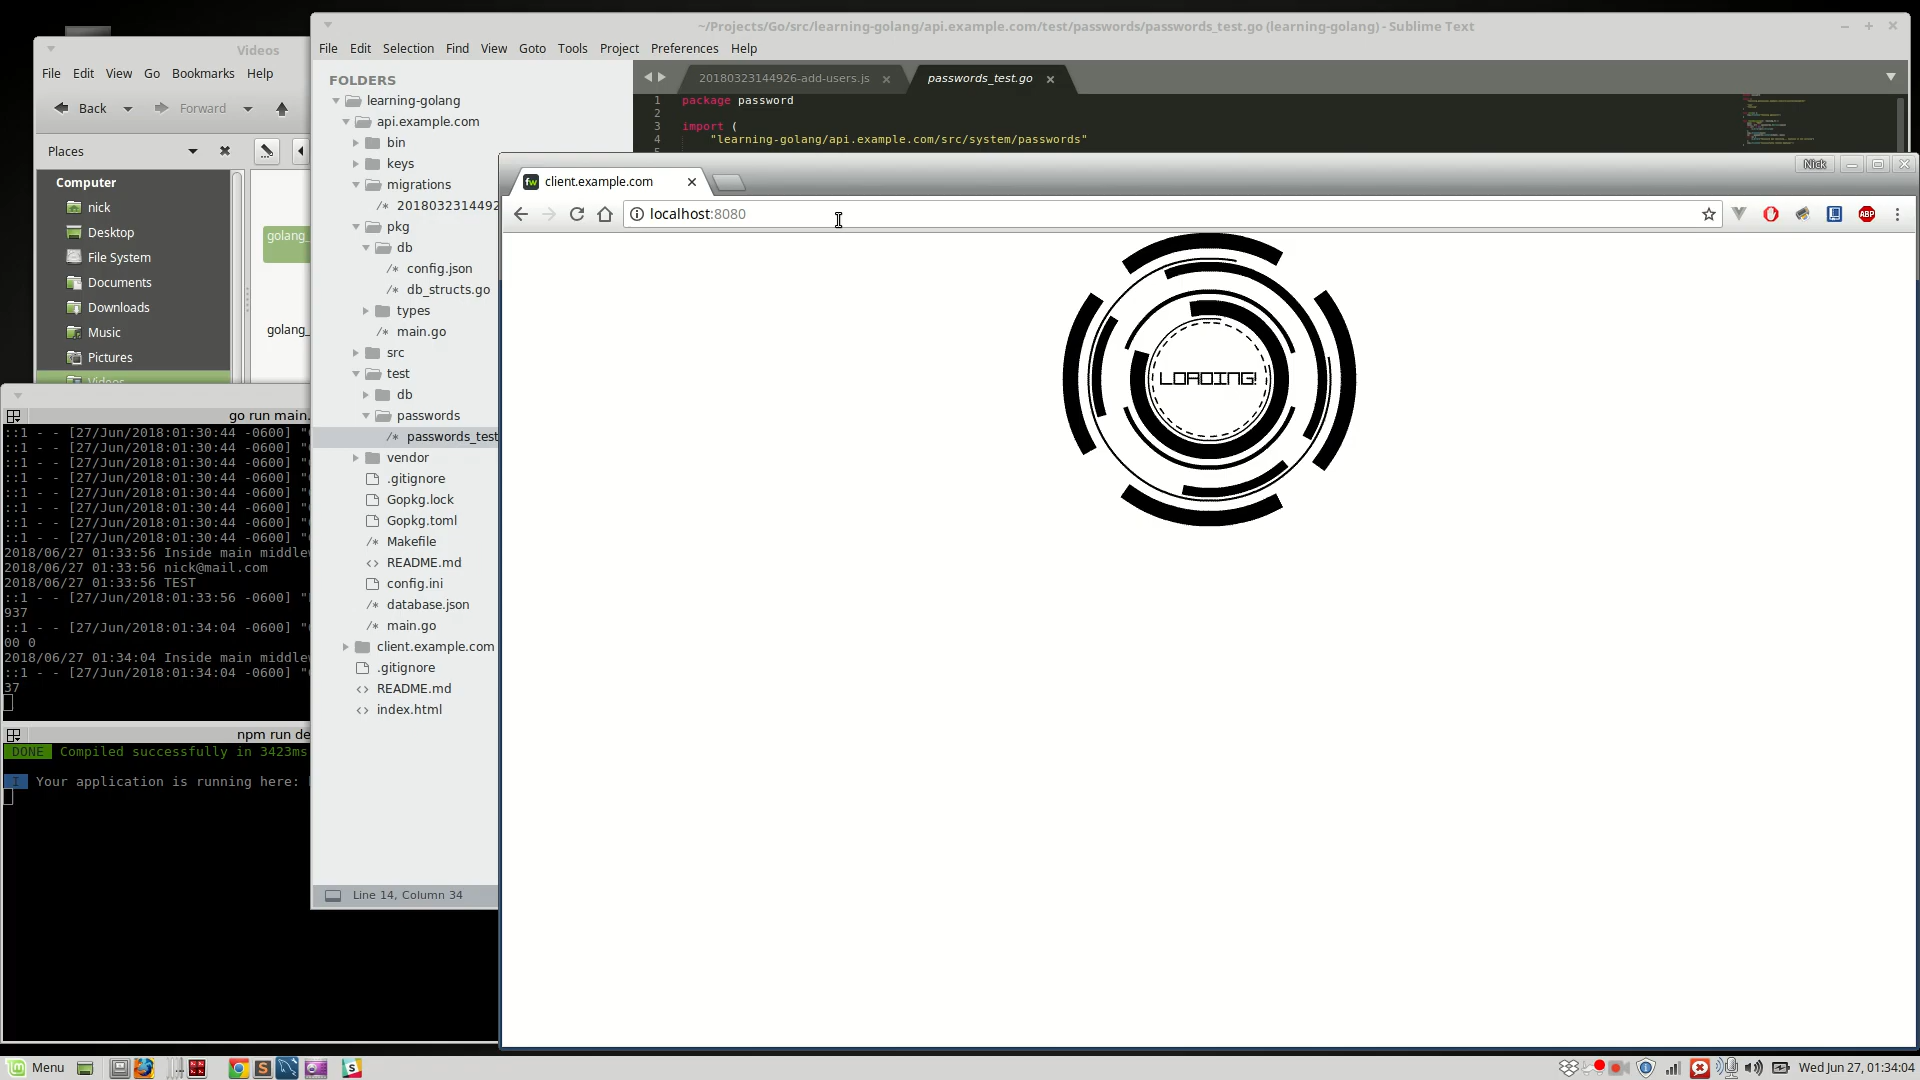 ~/Projects/Go/src/learning-golang/api.example.com/test/passwords/passwords_test.go (learning-golang) - Sublime Text
Videos
File Edit View Go Bookmarks Help
Back Forward
Places
Computer
nick
Desktop
File System
Documents
Downloads
Music
Pictures
Videos
golang_
golang_
File Edit Selection Find View Goto Tools Project Preferences Help
FOLDERS
learning-golang
api.example.com
bin
keys
migrations
/* 2018032314492
pkg
db
/* config.json
/* db_structs.go
types
/* main.go
src
test
db
passwords
/* passwords_test
vendor
.gitignore
Gopkg.lock
Gopkg.toml
/* Makefile
<> README.md
config.ini
/* database.json
/* main.go
client.example.com
.gitignore
<> README.md
<> index.html
Line 14, Column 34
20180323144926-add-users.js
passwords_test.go
1 package password
2
3 import (
4 "learning-golang/api.example.com/src/system/passwords"
Nick
fw client.example.com
localhost:8080
ABP
LOADING!
go run main.
::1 - - [27/Jun/2018:01:30:44 -0600] "
::1 - - [27/Jun/2018:01:30:44 -0600] "
::1 - - [27/Jun/2018:01:30:44 -0600] "
::1 - - [27/Jun/2018:01:30:44 -0600] "
::1 - - [27/Jun/2018:01:30:44 -0600] "
::1 - - [27/Jun/2018:01:30:44 -0600] "
::1 - - [27/Jun/2018:01:30:44 -0600] "
::1 - - [27/Jun/2018:01:30:44 -0600] "
2018/06/27 01:33:56 Inside main middlew
2018/06/27 01:33:56 nick@mail.com
2018/06/27 01:33:56 TEST
::1 - - [27/Jun/2018:01:33:56 -0600] "
937
::1 - - [27/Jun/2018:01:34:04 -0600] "
00 0
2018/06/27 01:34:04 Inside main middlew
::1 - - [27/Jun/2018:01:34:04 -0600] "
37
npm run de
DONE Compiled successfully in 3423ms
I Your application is running here:
Menu
Wed Jun 27, 01:34:04